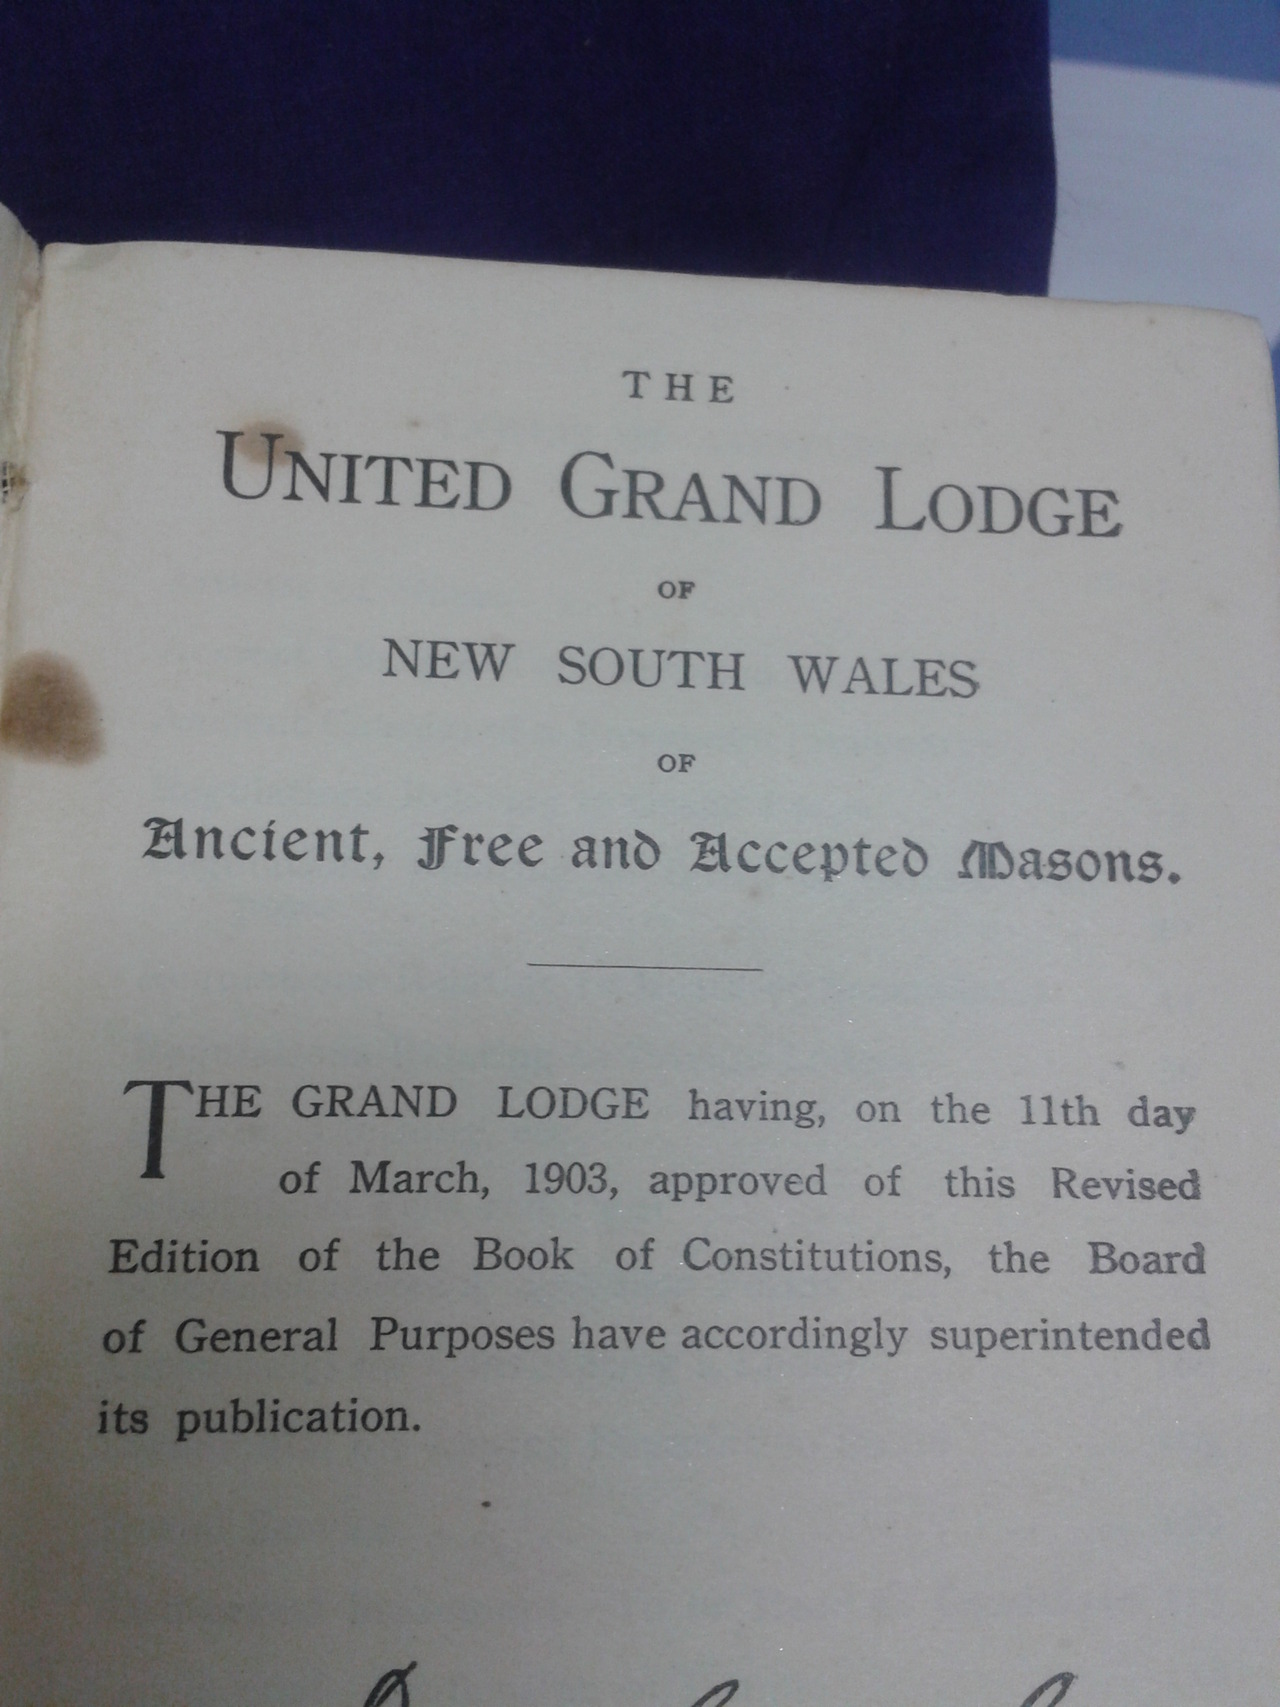 THE
UNITED GRAND LODGE
OF
NEW SOUTH WALES
OF
Ancient, Free and Accepted Masons.
THE GRAND LODGE having, on the 11th day
of March, 1903, approved of this Revised
Edition of the Book of Constitutions, the Board
of General Purposes have accordingly superintended
its publication.